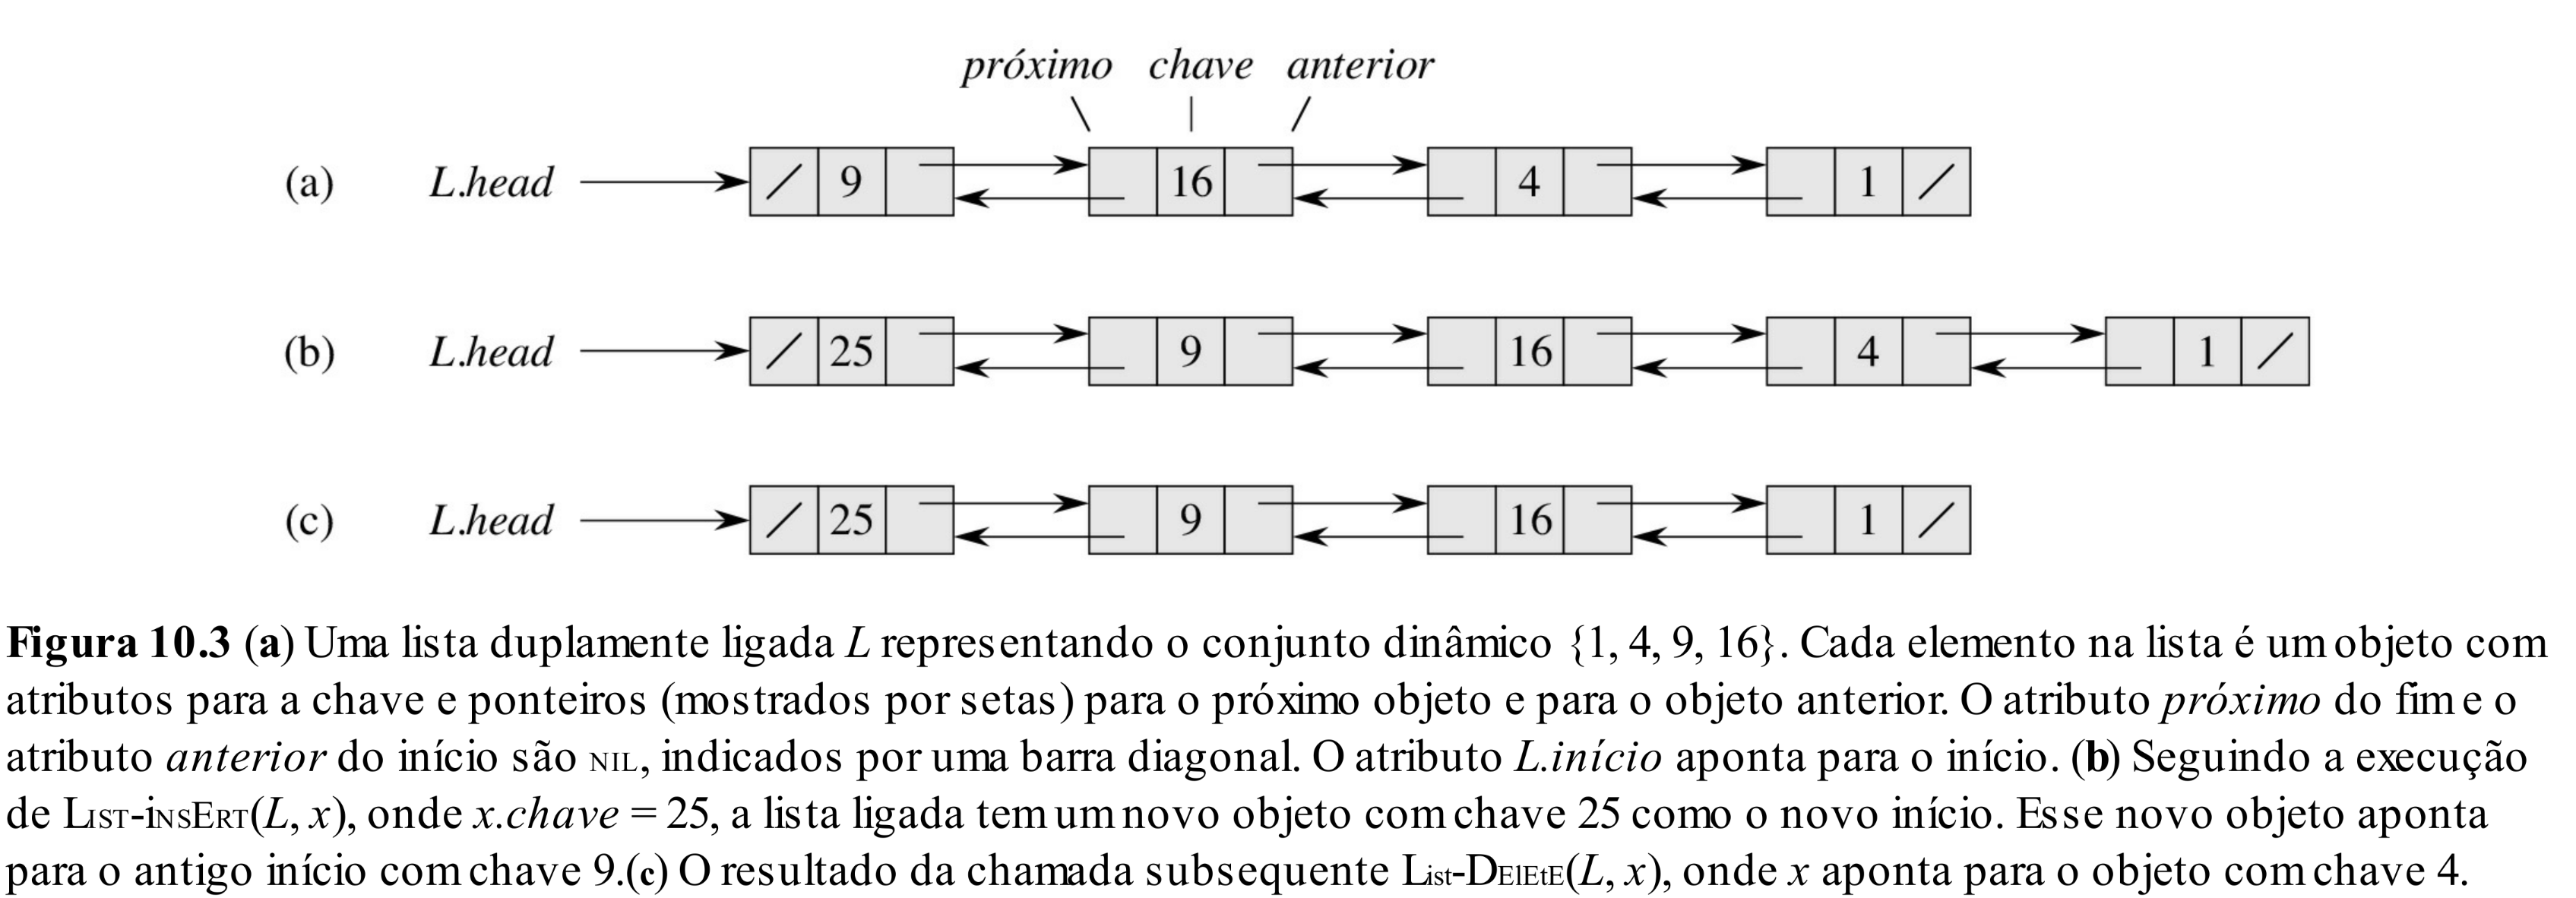 próximo chave anterior
(a) L.head 9 16 4 1
(b) L.head 25 9 16 4 1
(c) L.head 25 9 16 1
Figura 10.3 (a) Uma lista duplamente ligada L representando o conjunto dinâmico {1, 4, 9, 16}. Cada elemento na lista é um objeto com
atributos para a chave e ponteiros (mostrados por setas) para o próximo objeto e para o objeto anterior. O atributo próximo do fim e o
atributo anterior do início são NIL, indicados por uma barra diagonal. O atributo L.início aponta para o início. (b) Seguindo a execução
de LIST-iNSERT(L, x), onde x.chave = 25, a lista ligada tem um novo objeto com chave 25 como o novo início. Esse novo objeto aponta
para o antigo início com chave 9.(c) O resultado da chamada subsequente List-DElEtE(L, x), onde x aponta para o objeto com chave 4.